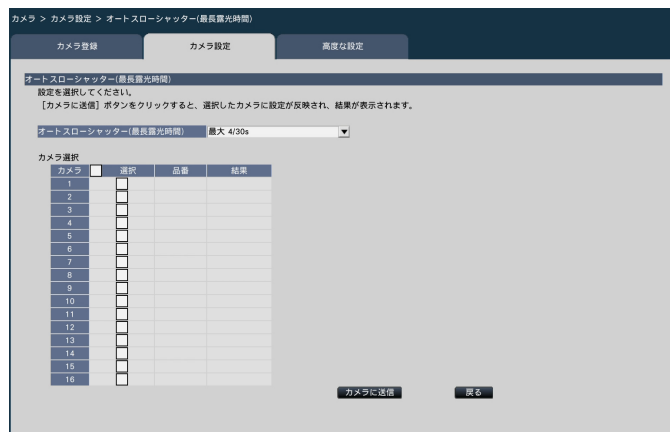 カメラ > カメラ設定 > オートスローシャッター(最長露光時間)
カメラ登録 カメラ設定 高度な設定
オートスローシャッター(最長露光時間)
設定を選択してください。
［カメラに送信］ボタンをクリックすると、選択したカメラに設定が反映され、結果が表示されます。
オートスローシャッター(最長露光時間) 最大 4/30s
カメラ選択
カメラ 選択 品番 結果
1
2
3
4
5
6
7
8
9
10
11
12
13
14
15
16
カメラに送信 戻る